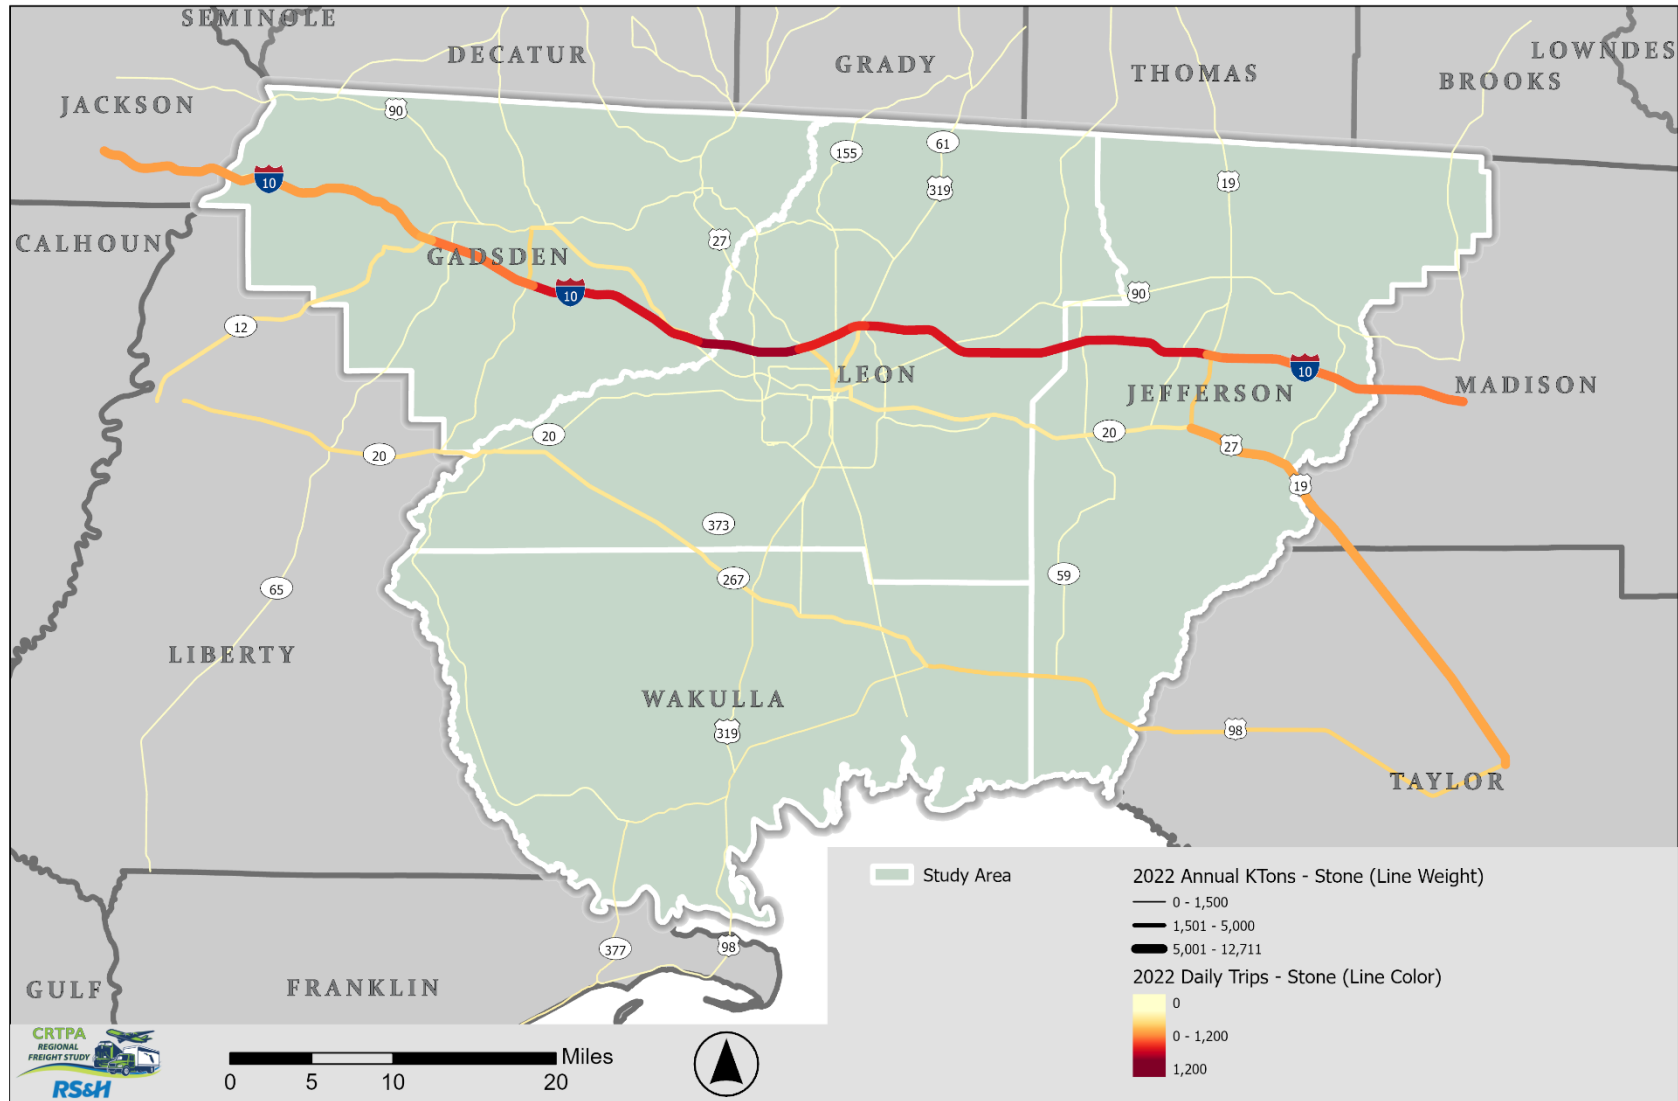 SEMINOLE
DECATUR
GRADY
THOMAS
LOWNDES
BROOKS
JACKSON
90
155
61
10
319
19
CALHOUN
27
GADSDEN
10
90
12
LEON
10
JEFFERSON
MADISON
20
20
20
27
19
373
267
59
65
LIBERTY
WAKULLA
319
98
TAYLOR
377
98
GULF
FRANKLIN
Study Area
2022 Annual KTons - Stone (Line Weight)
0 - 1,500
1,501 - 5,000
5,001 - 12,711
2022 Daily Trips - Stone (Line Color)
0
0 - 1,200
1,200
CRTPA
REGIONAL
FREIGHT STUDY
RS&H
Miles
0 5 10 20